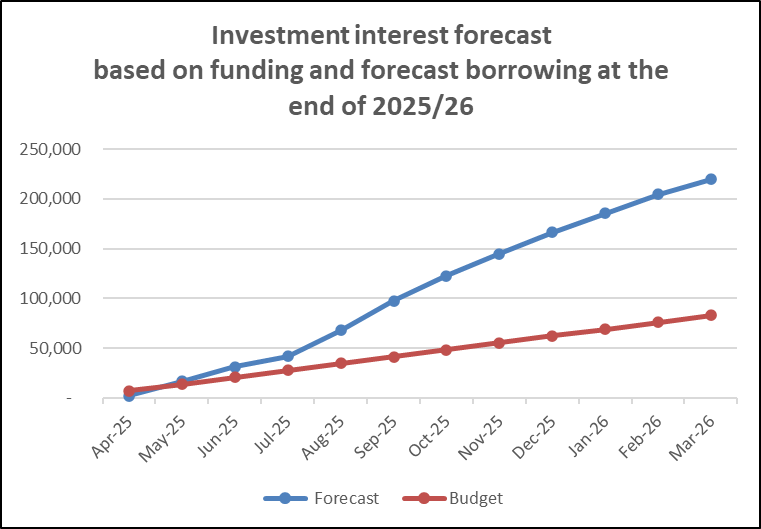 Investment interest forecast
based on funding and forecast borrowing at the
end of 2025/26
250,000
200,000
150,000
100,000
50,000
-
Apr-25
May-25
Jun-25
Jul-25
Aug-25
Sep-25
Oct-25
Nov-25
Dec-25
Jan-26
Feb-26
Mar-26
Forecast
Budget